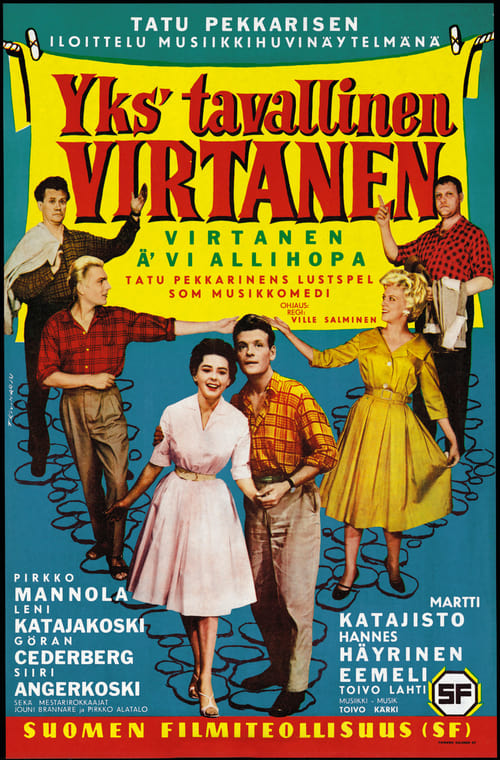 TATU PEKKARISEN
ILOITTELU MUSIIKKIHUVINÄYTELMÄNÄ
Yks' tavallinen
VIRTANEN
VIRTANEN
Ä' VI ALLIHOPA
TATU PEKKARINENS LUSTSPEL
SOM MUSIKKOMEDI
OHJAUS:
REGI:
VILLE SALMINEN
PIRKKO
MANNOLA
LENI
KATAJAKOSKI
GÖRAN
CEDERBERG
SIIRI
ANGERKOSKI
SEKÄ MESTARIROKKAAJAT
JOUNI BRÄNNARE JA PIRKKO ALATALO
MARTTI
KATAJISTO
HANNES
HÄYRINEN
EEMELI
TOIVO LAHTI
MUSIIKKI - MUSIK
TOIVO KÄRKI
SF
SUOMEN FILMITEOLLISUUS (SF)